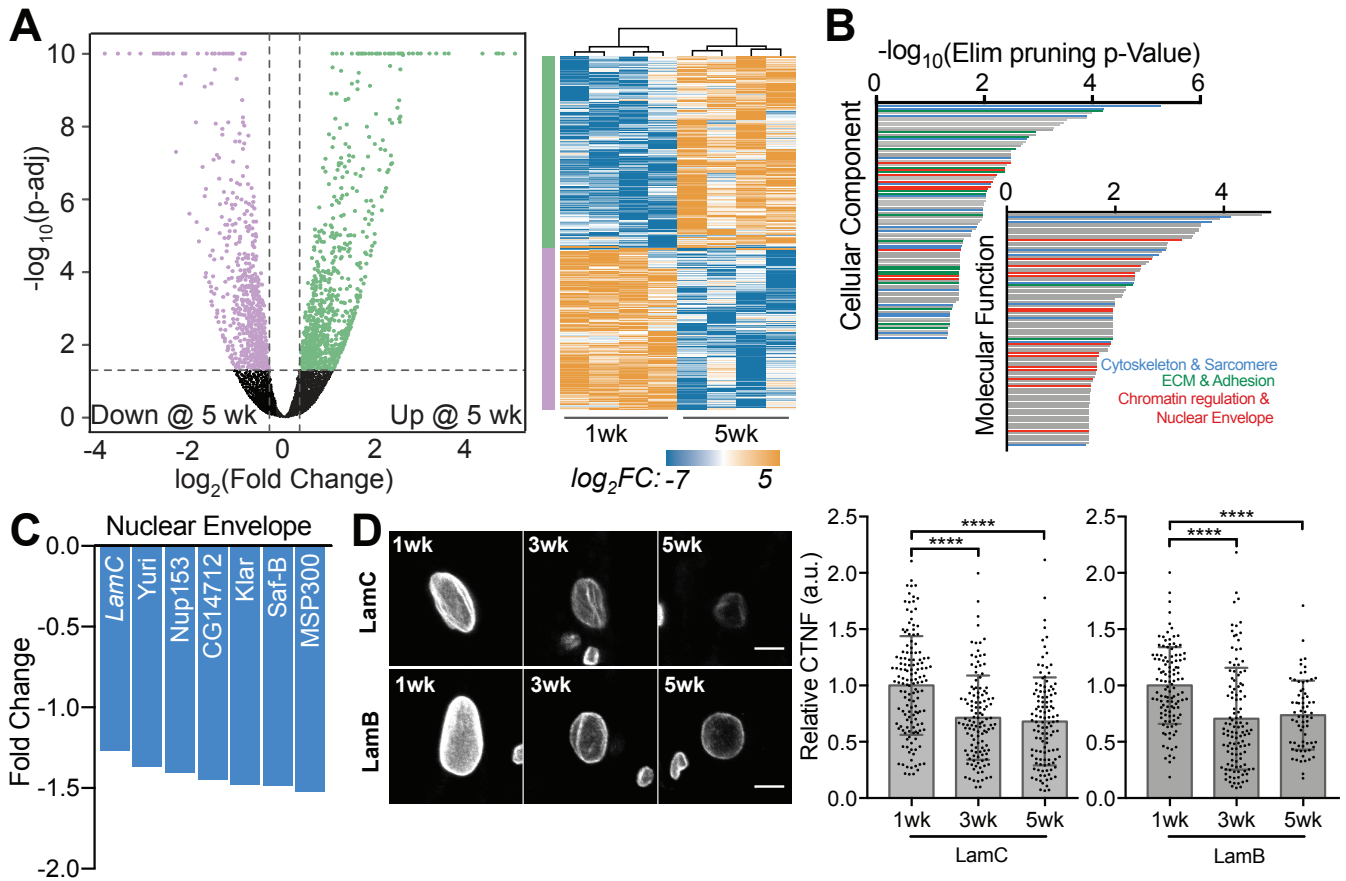 A
-log10(p-adj)
10
8
6
4
2
0
Down @ 5 wk
Up @ 5 wk
-4
-2
0
2
4
log2(Fold Change)
1wk
5wk
log2FC: -7
5
B
-log10(Elim pruning p-Value)
0
2
4
6
Cellular Component
0
2
4
Molecular Function
Cytoskeleton & Sarcomere
ECM & Adhesion
Chromatin regulation &
Nuclear Envelope
C
Nuclear Envelope
Fold Change
0.0
-0.5
-1.0
-1.5
-2.0
LamC
Yuri
Nup153
CG14712
Klar
Saf-B
MSP300
D
LamC
1wk
3wk
5wk
LamB
1wk
3wk
5wk
Relative CTNF (a.u.)
2.5
2.0
1.5
1.0
0.5
0.0
****
****
1wk
3wk
5wk
LamC
2.5
2.0
1.5
1.0
0.5
0.0
****
****
1wk
3wk
5wk
LamB